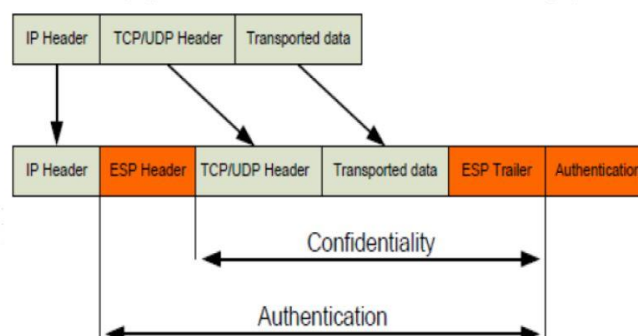 IP Header TCP/UDP Header Transported data
IP Header ESP Header TCP/UDP Header Transported data ESP Trailer Authentication
Confidentiality
Authentication